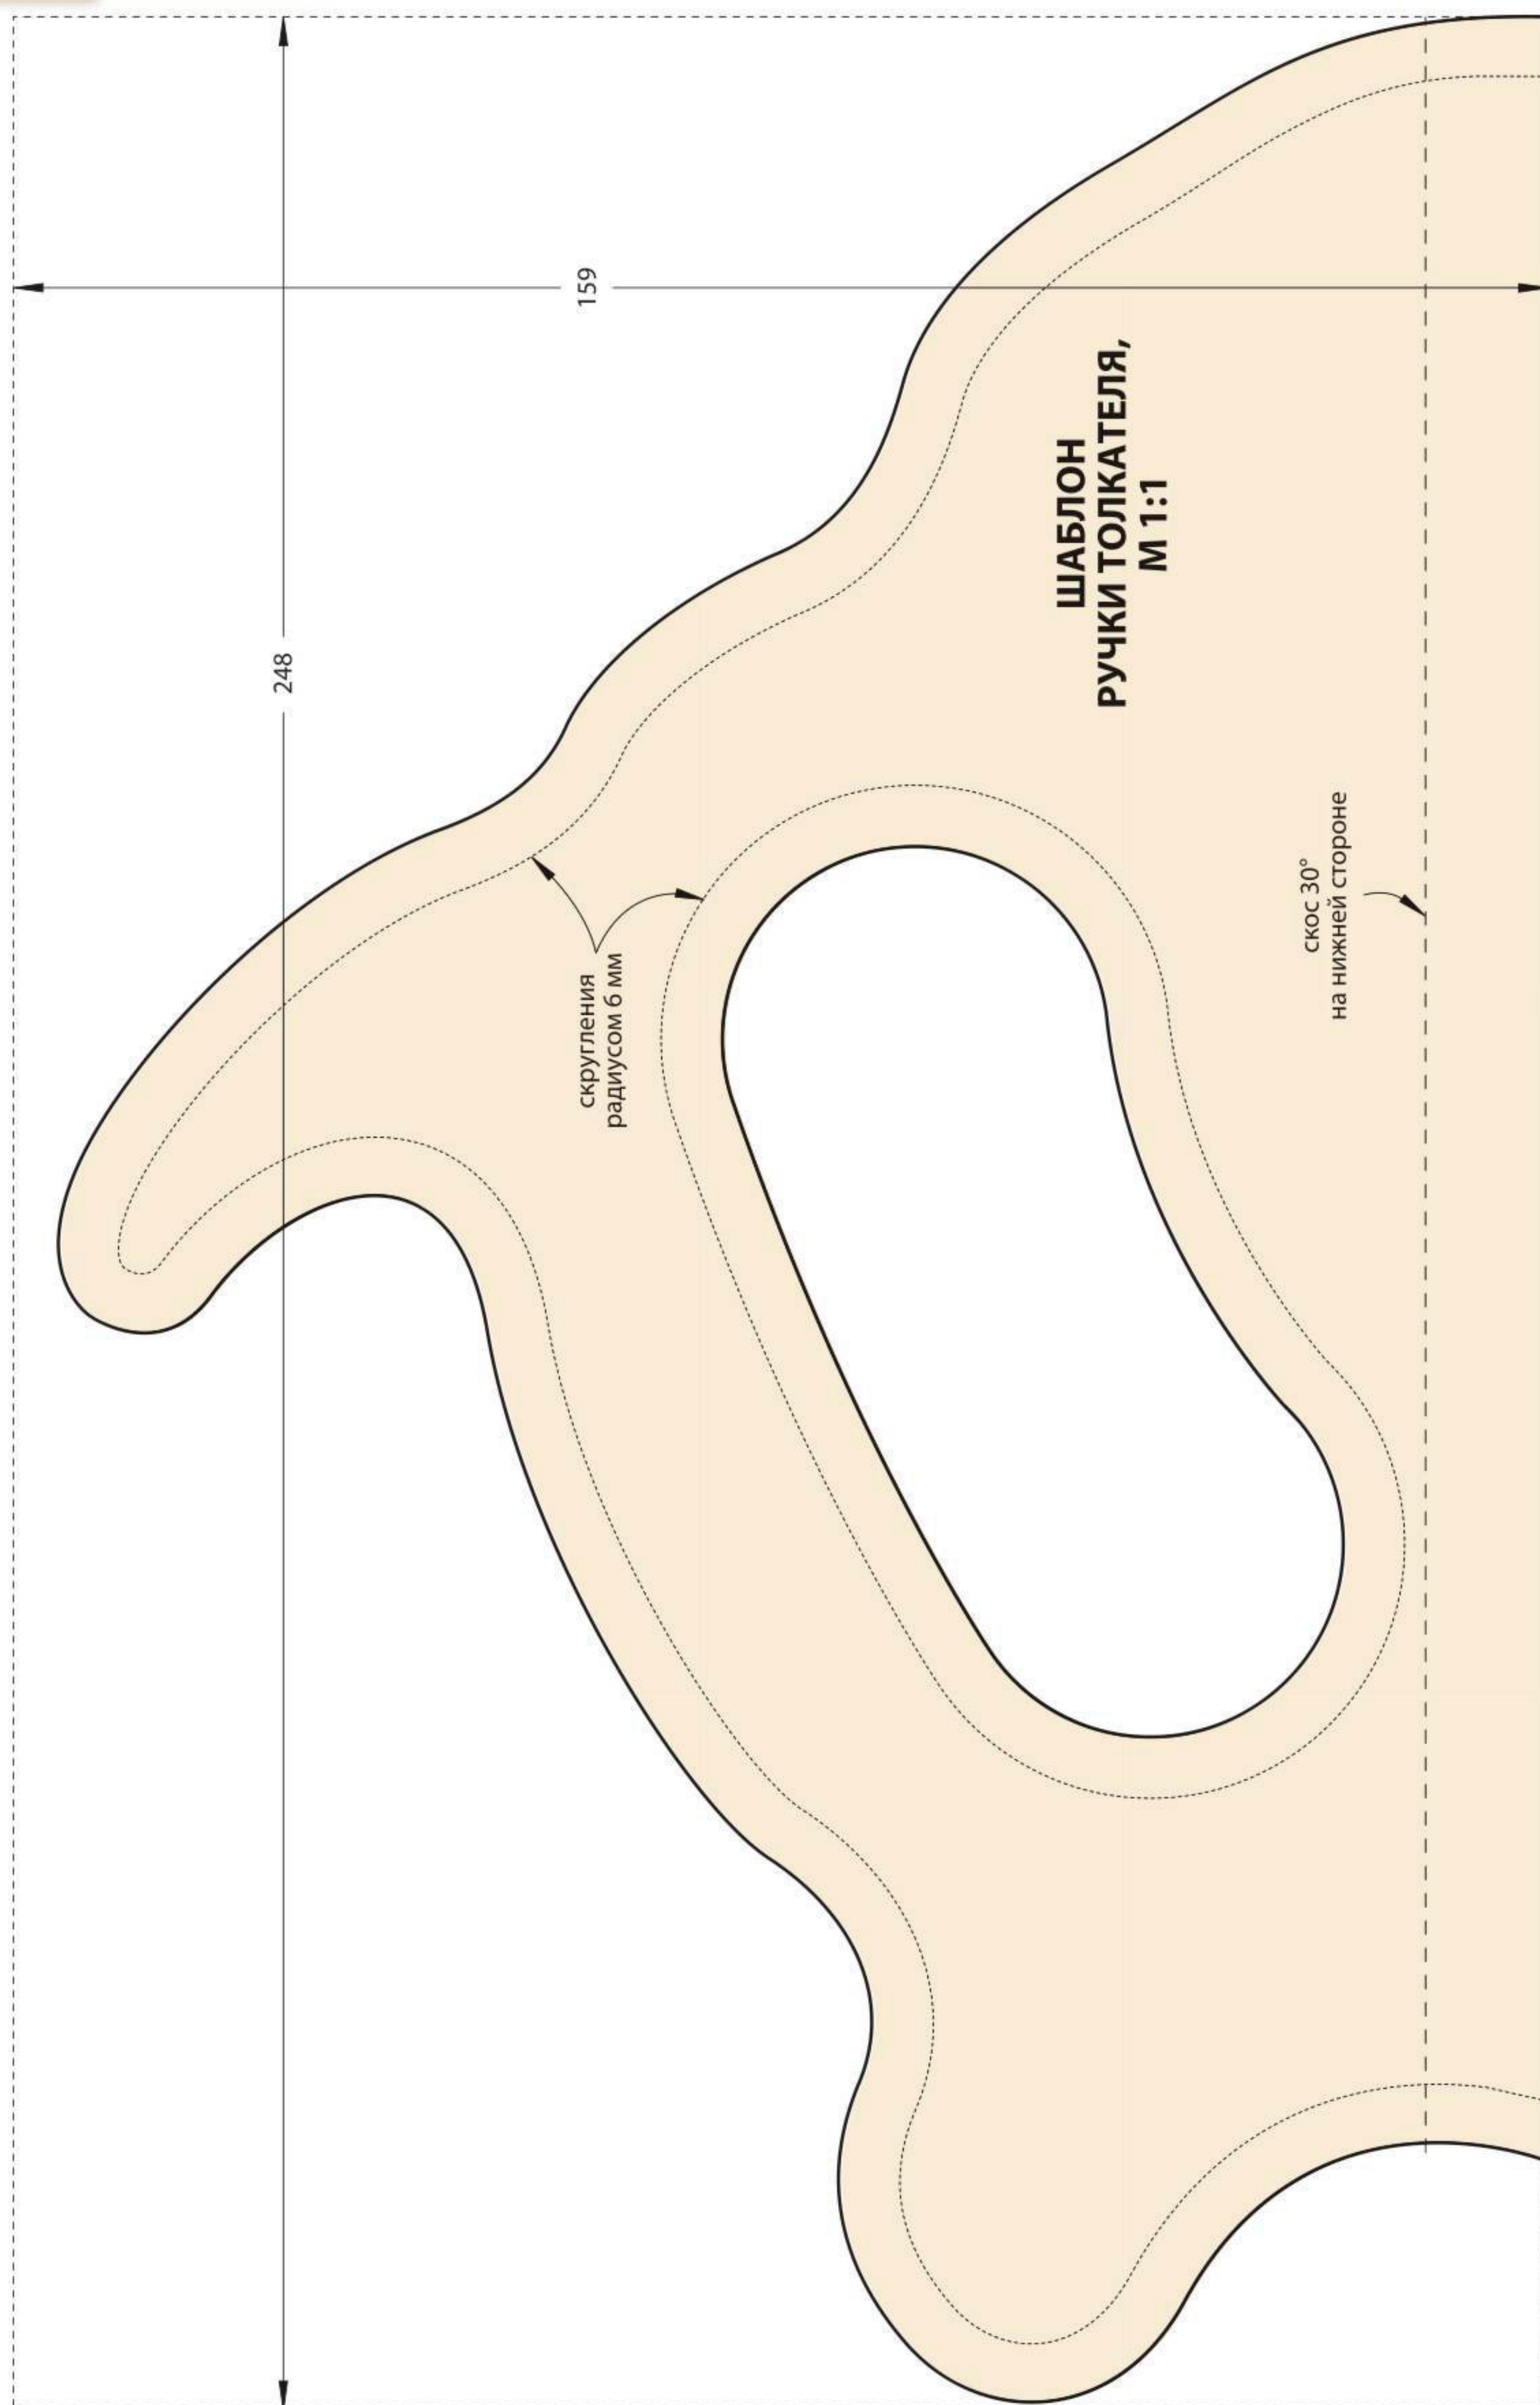 ШАБЛОН
РУЧКИ ТОЛКАТЕЛЯ,
М 1:1
248
159
скругления
радиусом 6 мм
скос 30°
на нижней стороне